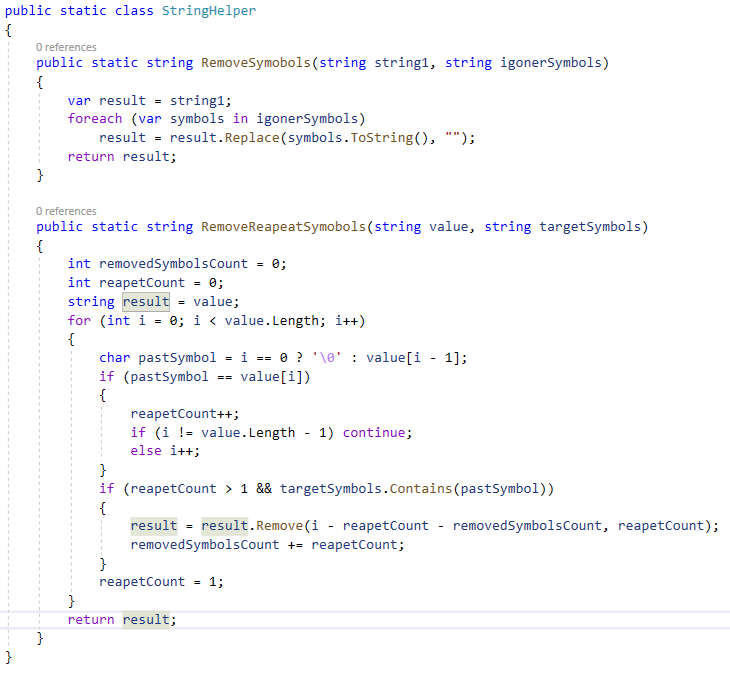 public static class StringHelper
{
0 references
public static string RemoveSymobols(string string1, string igonerSymbols)
{
var result = string1;
foreach (var symbols in igonerSymbols)
result = result.Replace(symbols.ToString(), "");
return result;
}
0 references
public static string RemoveReapeatSymobols(string value, string targetSymbols)
{
int removedSymbolsCount = 0;
int reapetCount = 0;
string result = value;
for (int i = 0; i < value.Length; i++)
{
char pastSymbol = i == 0 ? '\0' : value[i - 1];
if (pastSymbol == value[i])
{
reapetCount++;
if (i != value.Length - 1) continue;
else i++;
}
if (reapetCount > 1 && targetSymbols.Contains(pastSymbol))
{
result = result.Remove(i - reapetCount - removedSymbolsCount, reapetCount);
removedSymbolsCount += reapetCount;
}
reapetCount = 1;
}
return result;
}
}